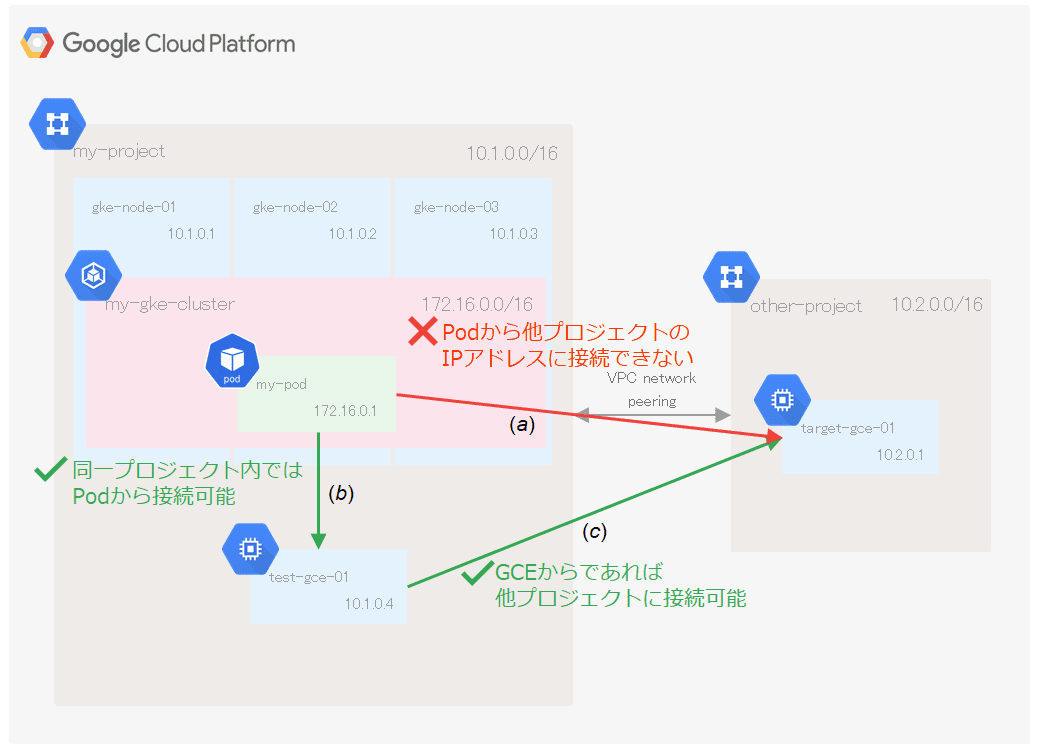 Google Cloud Platform
my-project
10.1.0.0/16
gke-node-01
10.1.0.1
gke-node-02
10.1.0.2
gke-node-03
10.1.0.3
my-gke-cluster
172.16.0.0/16
other-project
10.2.0.0/16
Podから他プロジェクトの
IPアドレスに接続できない
pod
my-pod
172.16.0.1
VPC network
peering
(a)
target-gce-01
10.2.0.1
同一プロジェクト内では
Podから接続可能
(b)
(c)
test-gce-01
10.1.0.4
GCEからであれば
他プロジェクトに接続可能